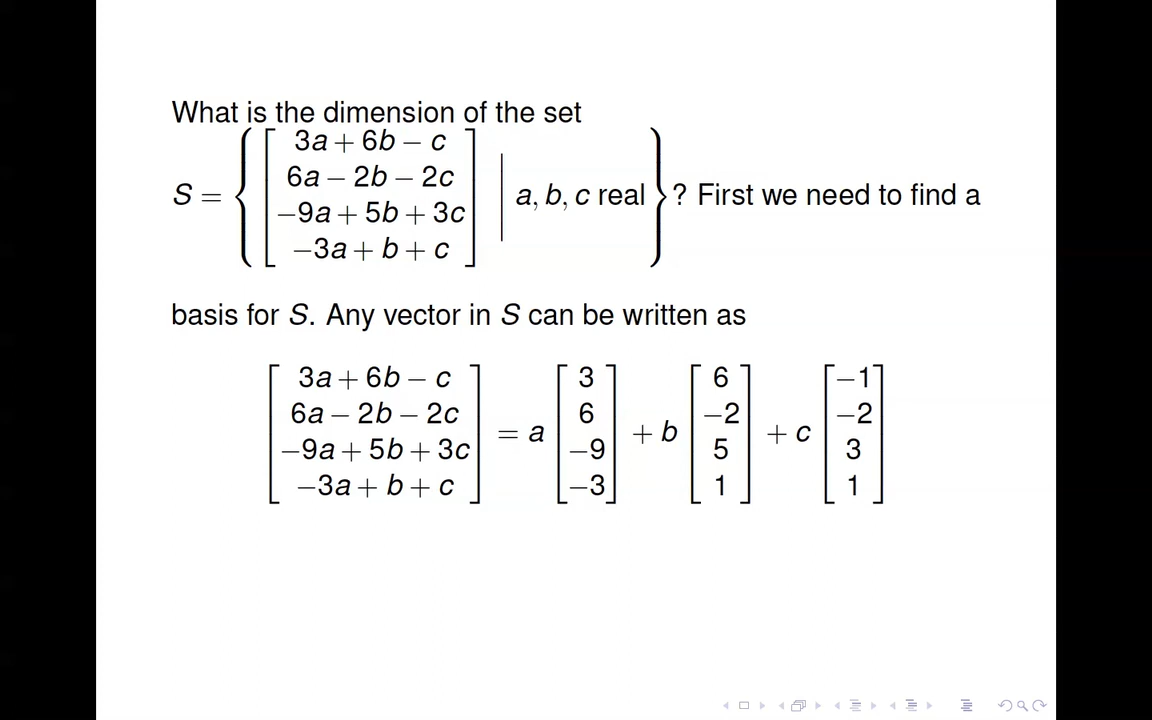 What is the dimension of the set
S = { [ 3a + 6b − c
6a − 2b − 2c
−9a + 5b + 3c
−3a + b + c ] | a, b, c real } ? First we need to find a
basis for S. Any vector in S can be written as
[ 3a + 6b − c
6a − 2b − 2c
−9a + 5b + 3c
−3a + b + c ] = a [ 3
6
−9
−3 ] + b [ 6
−2
5
1 ] + c [ −1
−2
3
1 ]